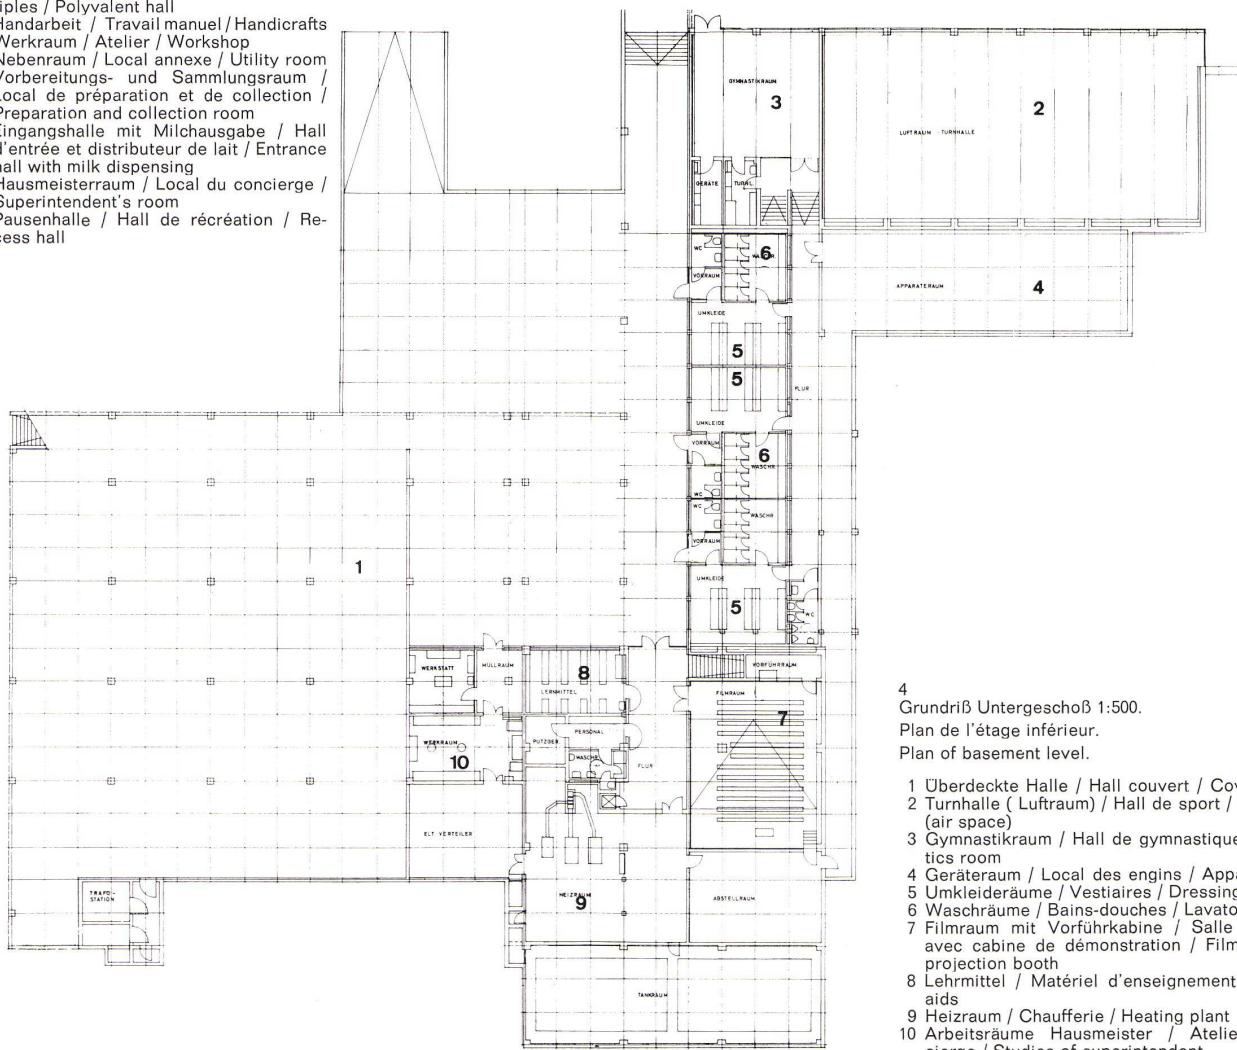 iples / Polyvalent hall
Handarbeit / Travail manuel / Handicrafts
Werkraum / Atelier / Workshop
Nebenraum / Local annexe / Utility room
Vorbereitungs- und Sammlungsraum /
Local de préparation et de collection /
Preparation and collection room
Eingangshalle mit Milchausgabe / Hall
d'entrée et distributeur de lait / Entrance
hall with milk dispensing
Hausmeisterraum / Local du concierge /
Superintendent's room
Pausenhalle / Hall de récréation / Re-
cess hall
GYMNASTIKRAUM
3
2
LUFTRAUM TURNHALLE
GERÄTE
TURNL.
WC
6
WASCHR.
VORRAUM
APPARATERAUM
4
UMKLEIDE
5
5
FLUR
UMKLEIDE
VORRAUM
6
WASCHR
WC
WC
WASCHR
VORRAUM
1
UMKLEIDE
5
WC
WERKSTATT
MÜLLRAUM
8
LERNMITTEL
VORFÜHRRAUM
FILMRAUM
7
WERKRAUM
10
PUTZGER.
PERSONAL
WASCHR.
FLUR
ELT VERTEILER
TRAFO-
STATION
HEIZRAUM
9
ABSTELLRAUM
TANKRAUM
4
Grundriß Untergeschoß 1:500.
Plan de l'étage inférieur.
Plan of basement level.
1 Überdeckte Halle / Hall couvert / Cov
2 Turnhalle ( Luftraum) / Hall de sport /
(air space)
3 Gymnastikraum / Hall de gymnastique
tics room
4 Geräteraum / Local des engins / Appa
5 Umkleideräume / Vestiaires / Dressing
6 Waschräume / Bains-douches / Lavato
7 Filmraum mit Vorführkabine / Salle
avec cabine de démonstration / Film
projection booth
8 Lehrmittel / Matériel d'enseignement
aids
9 Heizraum / Chaufferie / Heating plant
10 Arbeitsräume Hausmeister / Atelie
cierge / Studios of superintendent